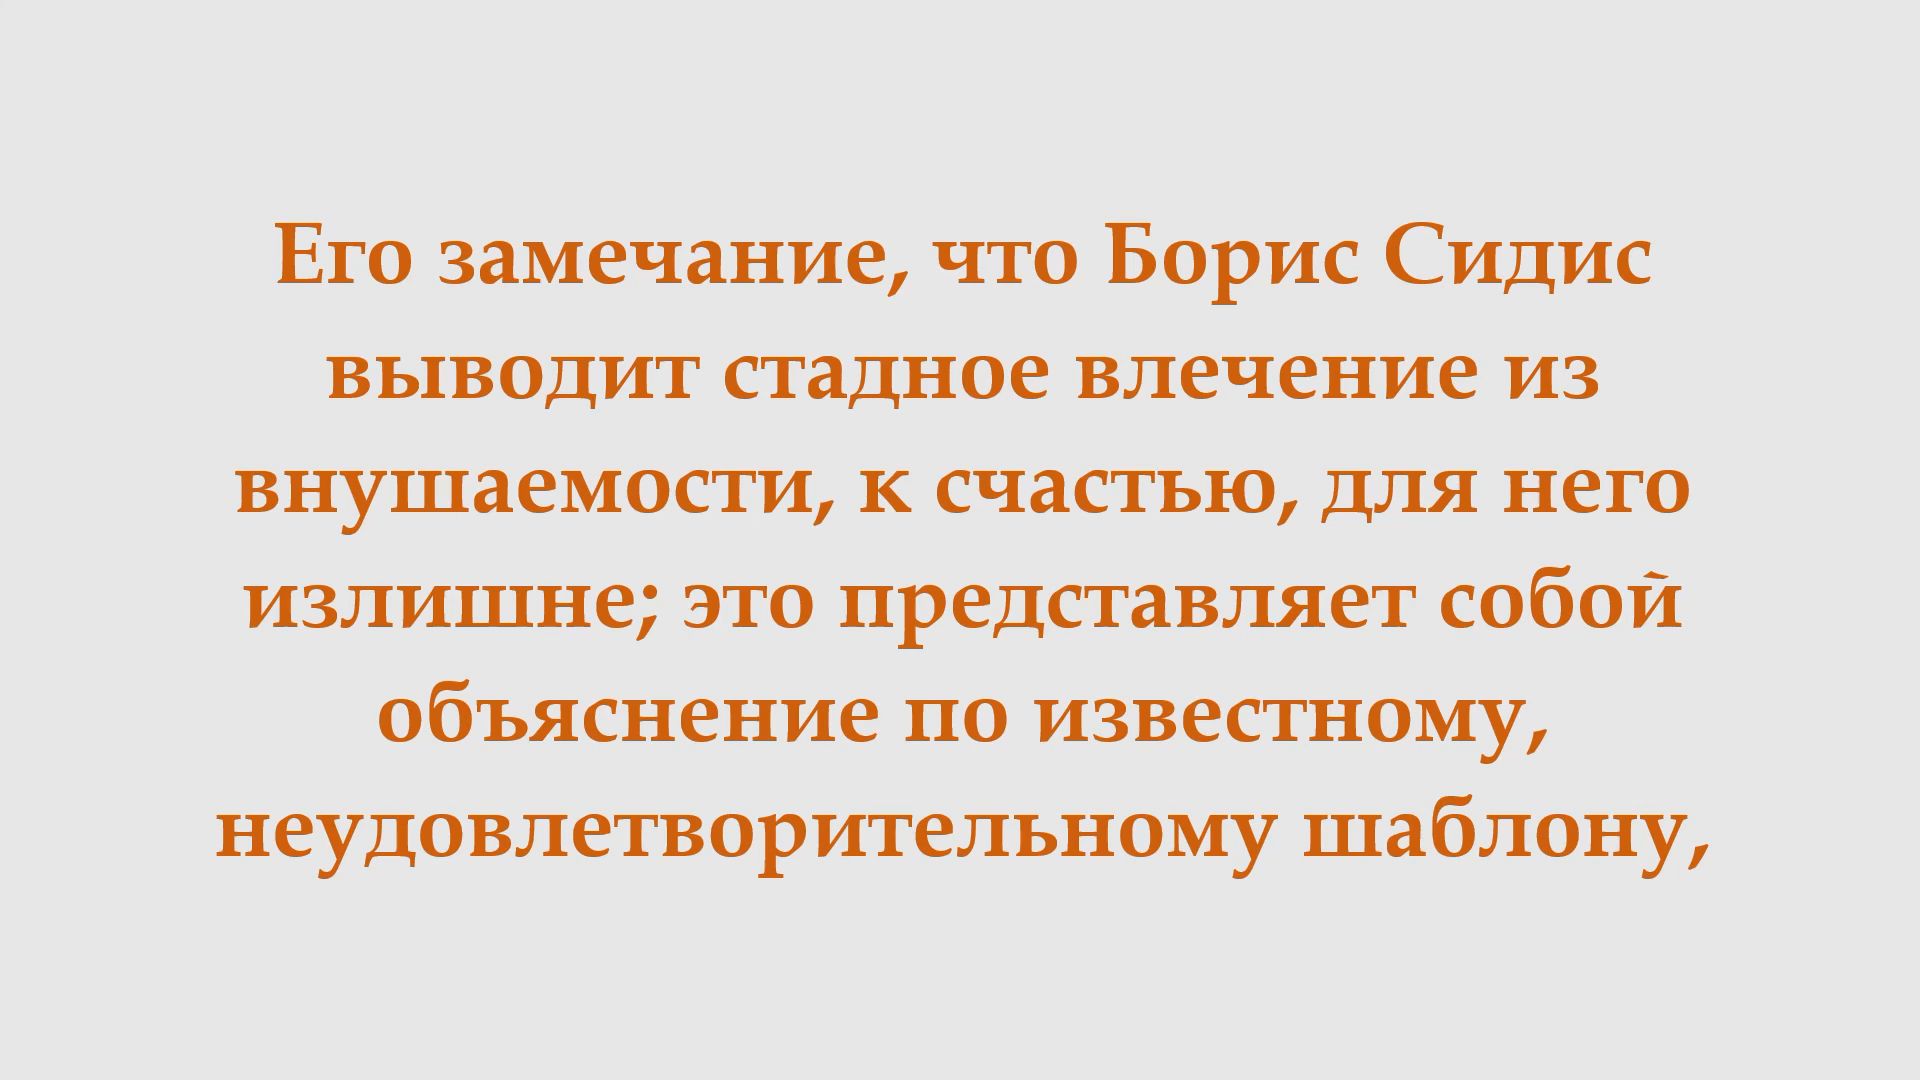 Его замечание, что Борис Сидис
выводит стадное влечение из
внушаемости, к счастью, для него
излишне; это представляет собой
объяснение по известному,
неудовлетворительному шаблону,